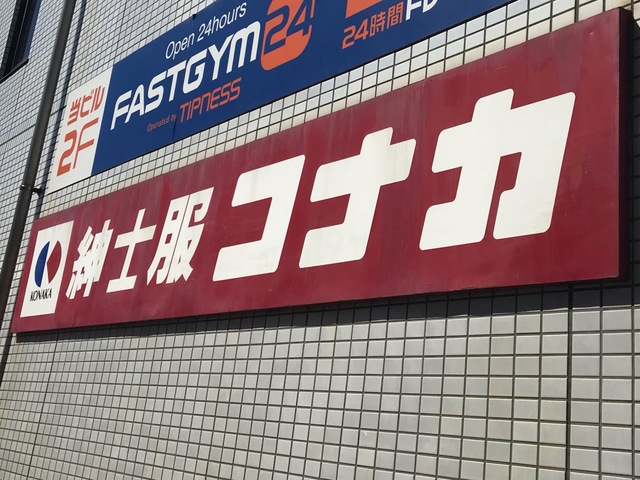 当ビル
2F
Open 24hours
FASTGYM24
Operated by TIPNESS
24時間
KONAKA
紳士服コナカ